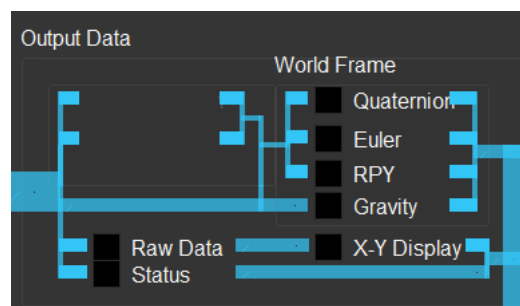 Output Data
World Frame
Quaternion
Euler
RPY
Gravity
Raw Data
X-Y Display
Status